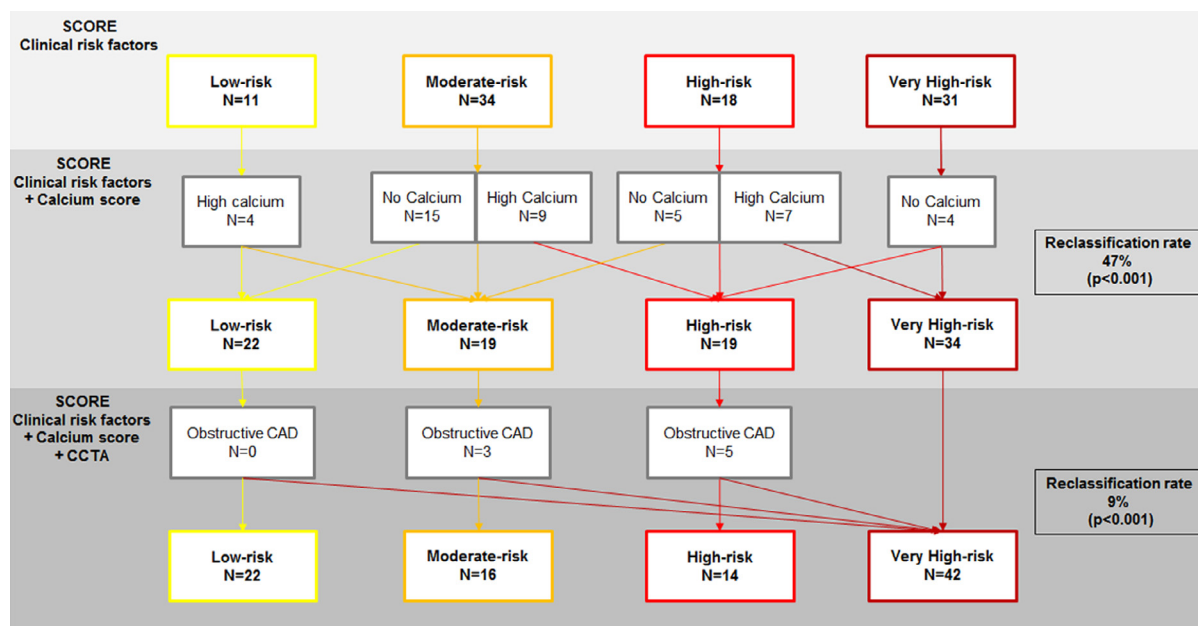 SCORE
Clinical risk factors
Low-risk
N=11
Moderate-risk
N=34
High-risk
N=18
Very High-risk
N=31
SCORE
Clinical risk factors
+ Calcium score
High calcium
N=4
No Calcium
N=15
High Calcium
N=9
No Calcium
N=5
High Calcium
N=7
No Calcium
N=4
Reclassification rate
47%
(p<0.001)
Low-risk
N=22
Moderate-risk
N=19
High-risk
N=19
Very High-risk
N=34
SCORE
Clinical risk factors
+ Calcium score
+ CCTA
Obstructive CAD
N=0
Obstructive CAD
N=3
Obstructive CAD
N=5
Reclassification rate
9%
(p<0.001)
Low-risk
N=22
Moderate-risk
N=16
High-risk
N=14
Very High-risk
N=42